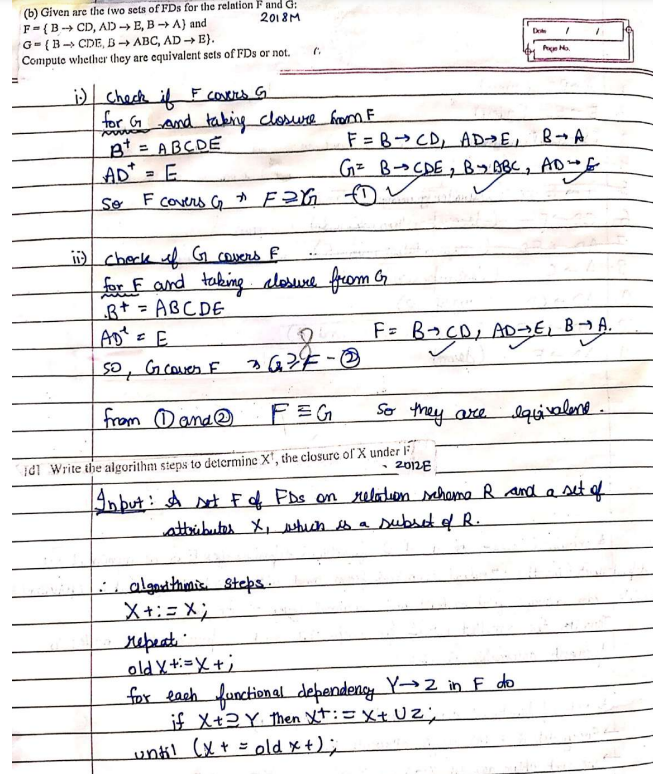 (b) Given are the two sets of FDs for the relation F and G:
2018M
F = { B → CD, AD → E, B → A} and
G = { B → CDE, B → ABC, AD → E}.
Compute whether they are equivalent sets of FDs or not.
Date / /
Page No.
i·) check if F covers G
for G and taking closure from F
B+ = ABCDE
F = B → CD, AD→E, B → A
AD+ = E
G = B→CDE, B→ABC, AD→E
So F covers G ⇒ F ⊇ G - ①
ii·) check if G covers F
for F and taking closure from G
B+ = ABCDE
AD+ = E
F = B→CD, AD→E, B → A.
so, G covers F ⇒ G ⊇ F - ②
from ① and ② F ≡ G so they are equivalent.
[d] Write the algorithm steps to determine X+, the closure of X under F
- 2012E
Input : A set F of FDs on relation schema R and a set of
attributes X, which is a subset of R.
∴ algorithmic steps.
X+:= X;
repeat
old X+:= X+;
for each functional dependency Y→Z in F do
if X+⊇Y then X+:= X+ U Z;
until (X+ = old X+);